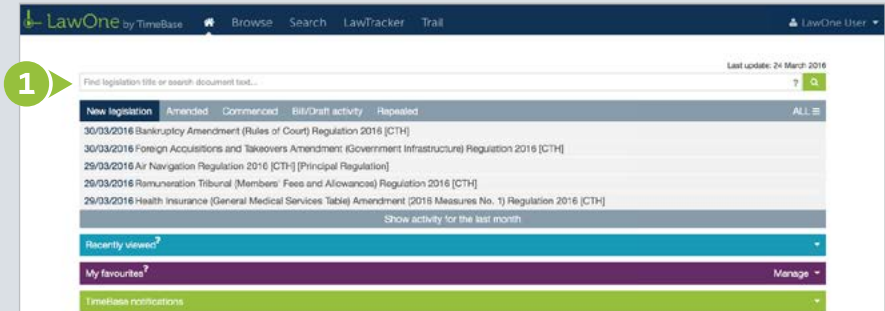 LawOne by TimeBase Browse Search LawTracker Trail LawOne User
Last update: 24 March 2016
1
Find legislation title or search document text... ?
New legislation Amended Commenced Bill/Draft activity Repealed ALL
30/03/2016 Bankruptcy Amendment (Rules of Court) Regulation 2016 [CTH]
30/03/2016 Foreign Acquisitions and Takeovers Amendment (Government Infrastructure) Regulation 2016 [CTH]
29/03/2016 Air Navigation Regulation 2016 [CTH] [Principal Regulation]
29/03/2016 Remuneration Tribunal (Members' Fees and Allowances) Regulation 2016 [CTH]
29/03/2016 Health Insurance (General Medical Services Table) Amendment (2016 Measures No. 1) Regulation 2016 [CTH]
Show activity for the last month
Recently viewed?
My favourites? Manage
TimeBase notifications